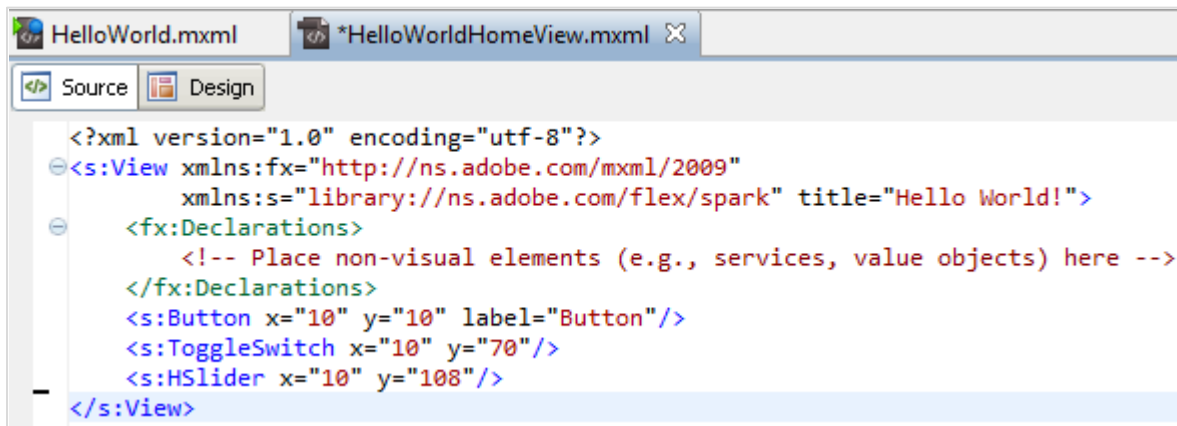 HelloWorld.mxml *HelloWorldHomeView.mxml
Source Design
<?xml version="1.0" encoding="utf-8"?>
<s:View xmlns:fx="http://ns.adobe.com/mxml/2009"
xmlns:s="library://ns.adobe.com/flex/spark" title="Hello World!">
<fx:Declarations>
<!-- Place non-visual elements (e.g., services, value objects) here -->
</fx:Declarations>
<s:Button x="10" y="10" label="Button"/>
<s:ToggleSwitch x="10" y="70"/>
<s:HSlider x="10" y="108"/>
</s:View>